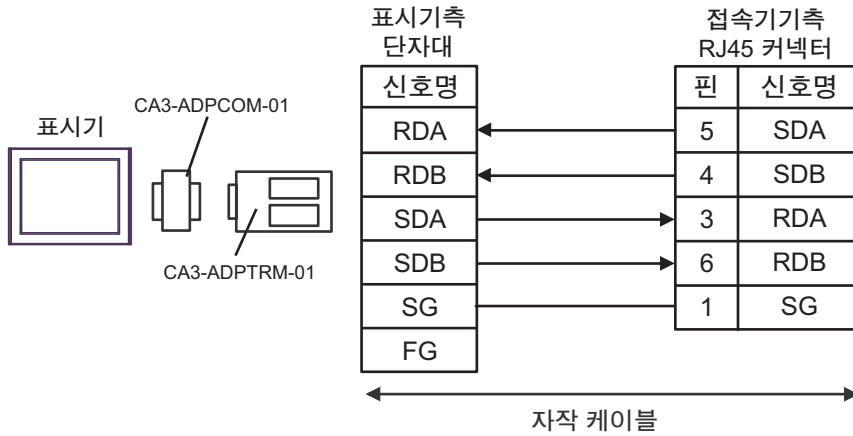 표시기
CA3-ADPCOM-01
CA3-ADPTRM-01
표시기측
단자대
신호명
RDA
RDB
SDA
SDB
SG
FG
접속기기측
RJ45 커넥터
핀 신호명
5 SDA
4 SDB
3 RDA
6 RDB
1 SG
자작 케이블